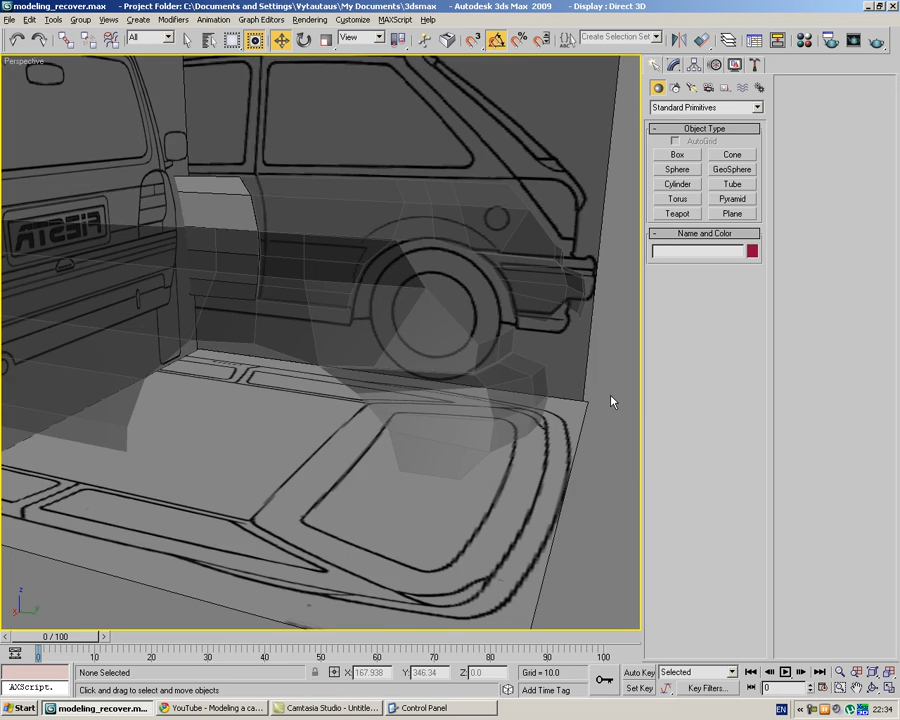 modeling_recover.max - Project Folder: C:\Documents and Settings\Vytautaus\My Documents\3dsmax - Autodesk 3ds Max 2009 - Display : Direct 3D
File Edit Tools Group Views Create Modifiers Animation Graph Editors Rendering Customize MAXScript Help
All View Create Selection Set
Perspective
Standard Primitives
- Object Type
AutoGrid
Box Cone
Sphere GeoSphere
Cylinder Tube
Torus Pyramid
Teapot Plane
- Name and Color
FIESTA
z
x y
< 0 / 100 >
0 10 20 30 40 50 60 70 80 90 100
None Selected X: 167.938 Y: 346.34 Z: 0.0 Grid = 10.0 Auto Key Selected
AXScript. Click and drag to select and move objects Add Time Tag Set Key Key Filters... 0
Start modeling_recover.m... YouTube - Modeling a ca... Camtasia Studio - Untitle... Control Panel EN 22:34